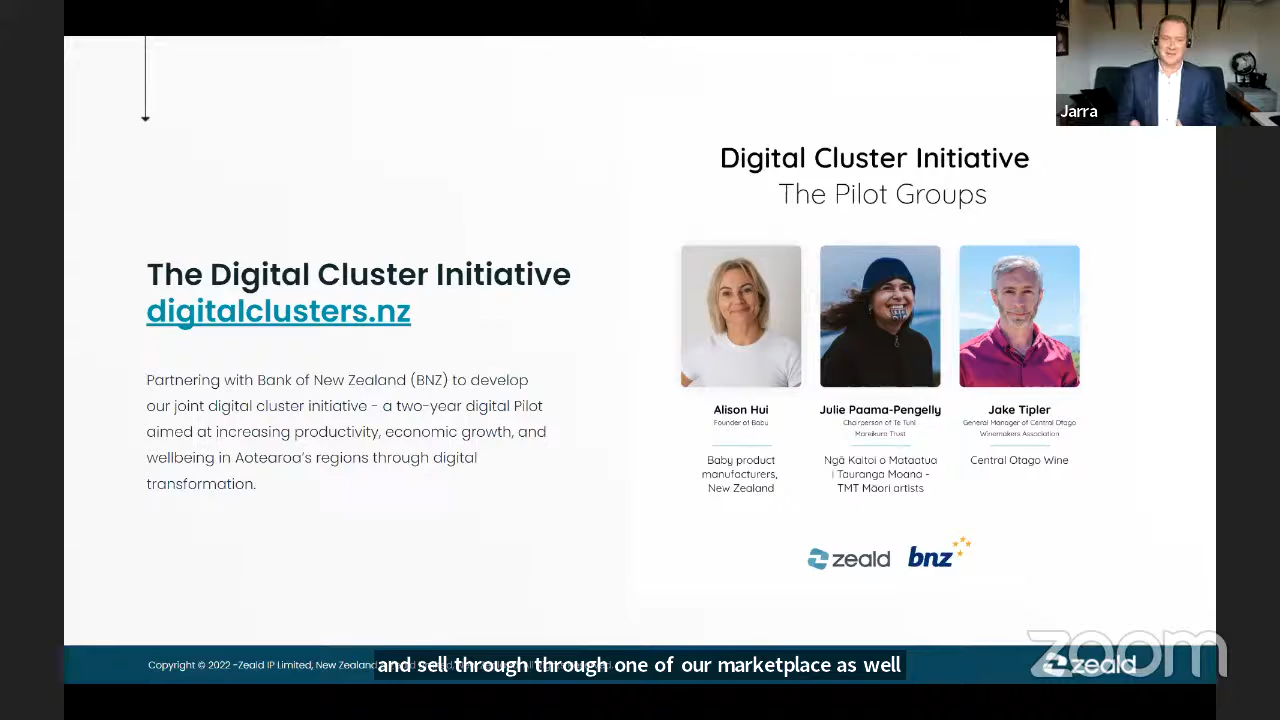 Jarra
Digital Cluster Initiative
The Pilot Groups
The Digital Cluster Initiative
digitalclusters.nz
Partnering with Bank of New Zealand (BNZ) to develop
our joint digital cluster initiative - a two-year digital Pilot
aimed at increasing productivity, economic growth, and
wellbeing in Aotearoa's regions through digital
transformation.
Alison Hui
Founder of Babu
Baby product
manufacturers,
New Zealand
Julie Paama-Pengelly
Chairperson of Te Tuhi
Mareikura Trust
Ngā Kaitoi o Mataatua
i Tauranga Moana -
TMT Māori artists
Jake Tipler
General Manager of Central Otago
Winemakers Association
Central Otago Wine
zeald
bnz
Copyright © 2022 -Zeald IP Limited, New Zealand
and sell through through one of our marketplace as well
zeald
zoom